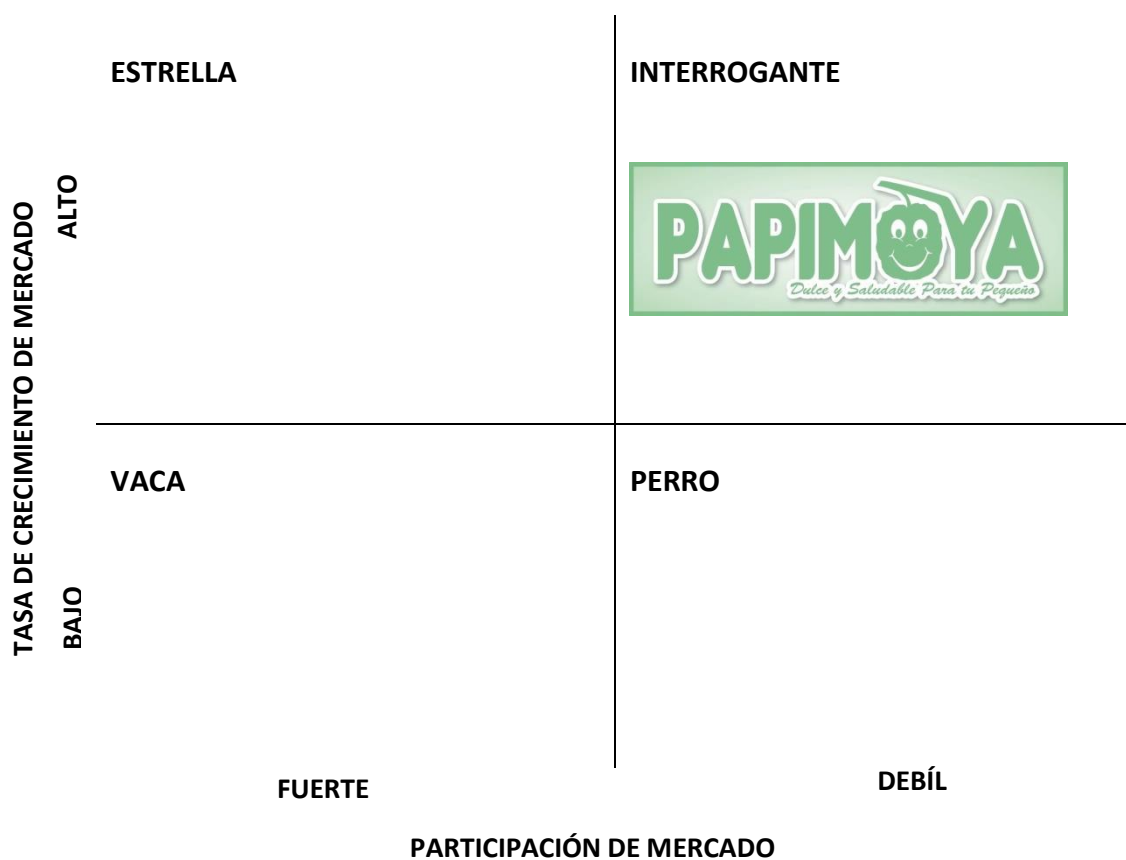 ESTRELLA
INTERROGANTE
PAPIMOYA
Dulce y Saludable Para tu Pequeño
TASA DE CRECIMIENTO DE MERCADO
ALTO
VACA
PERRO
BAJO
FUERTE
DEBÍL
PARTICIPACIÓN DE MERCADO